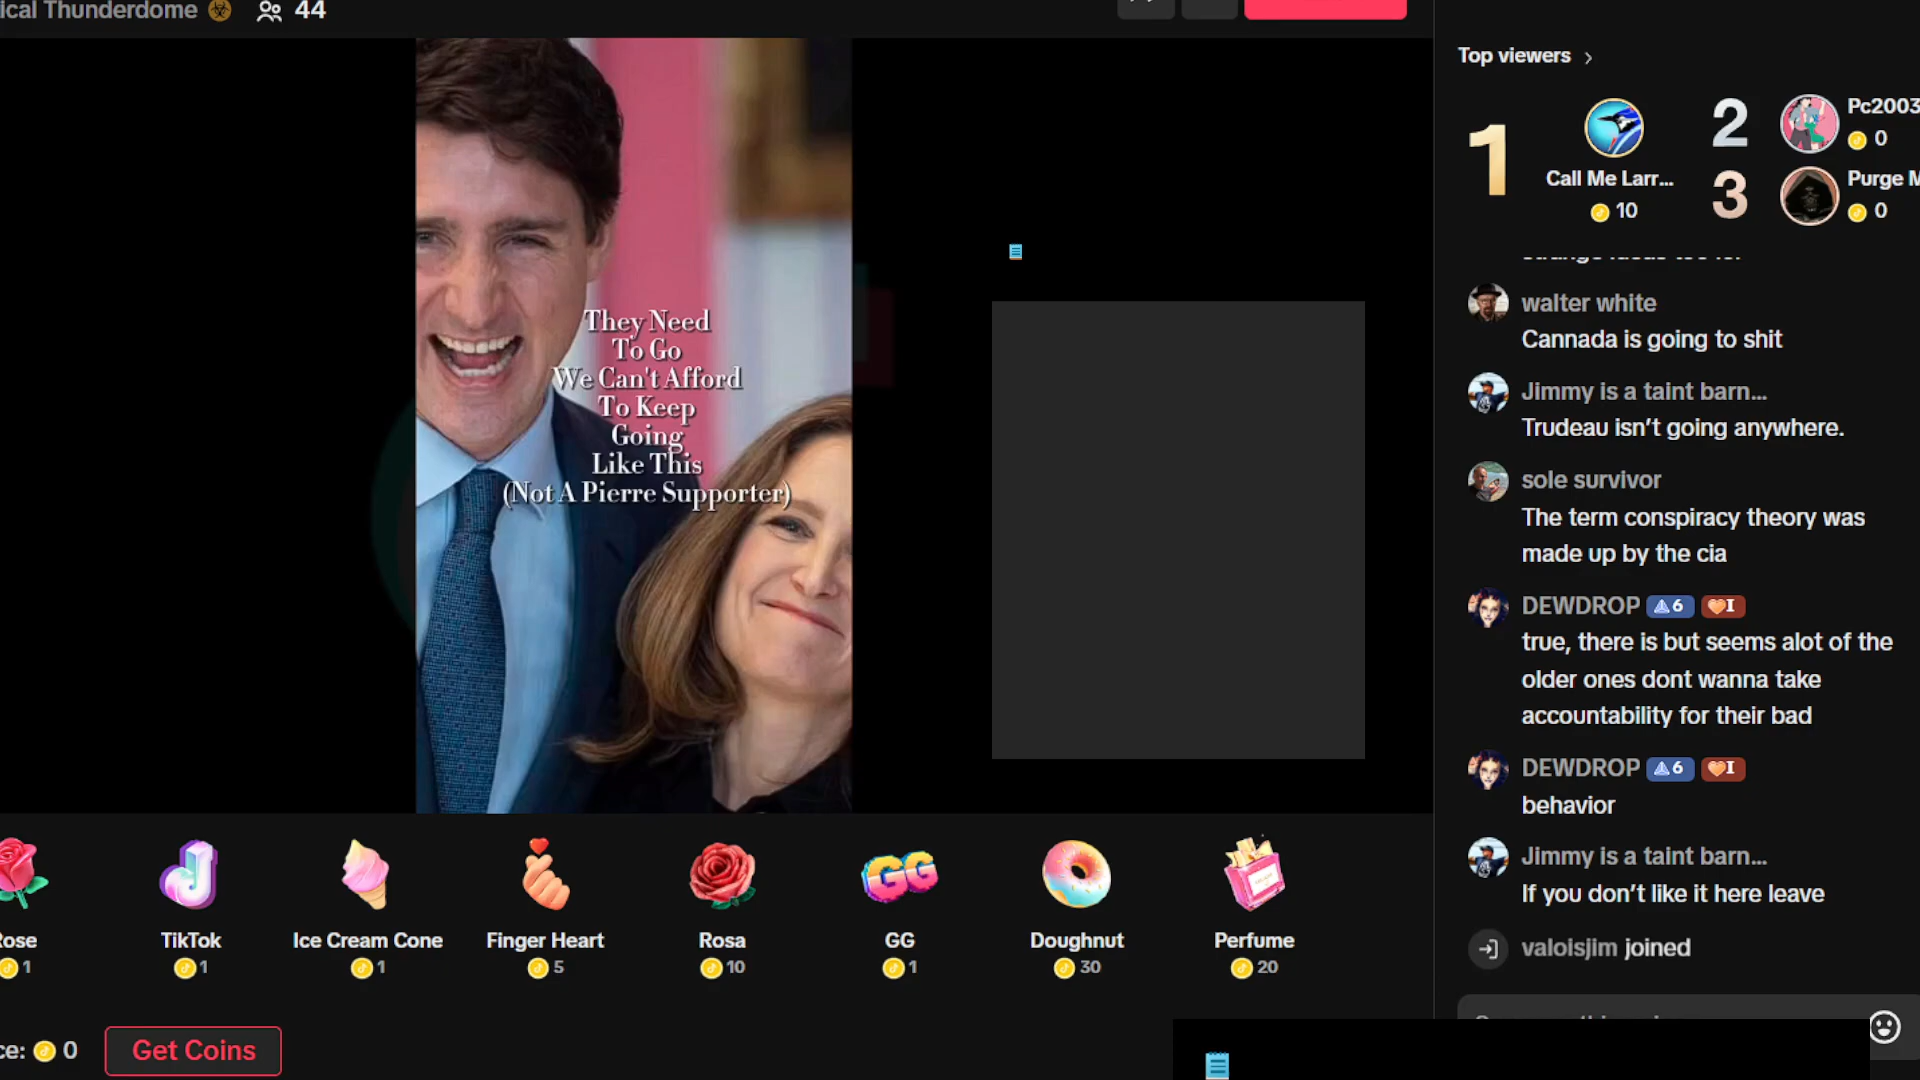 ical Thunderdome
44
Top viewers >
1
Call Me Larr...
10
2
Pc2003
0
3
Purge M
0
They Need
To Go
We Can't Afford
To Keep
Going
Like This
(Not A Pierre Supporter)
walter white
Cannada is going to shit
Jimmy is a taint barn...
Trudeau isn't going anywhere.
sole survivor
The term conspiracy theory was
made up by the cia
DEWDROP 6 I
true, there is but seems alot of the
older ones dont wanna take
accountability for their bad
DEWDROP 6 I
behavior
Jimmy is a taint barn...
If you don't like it here leave
valoisjim joined
Rose
1
TikTok
1
Ice Cream Cone
1
Finger Heart
5
Rosa
10
GG
GG
1
Doughnut
30
Perfume
20
ce: 0
Get Coins